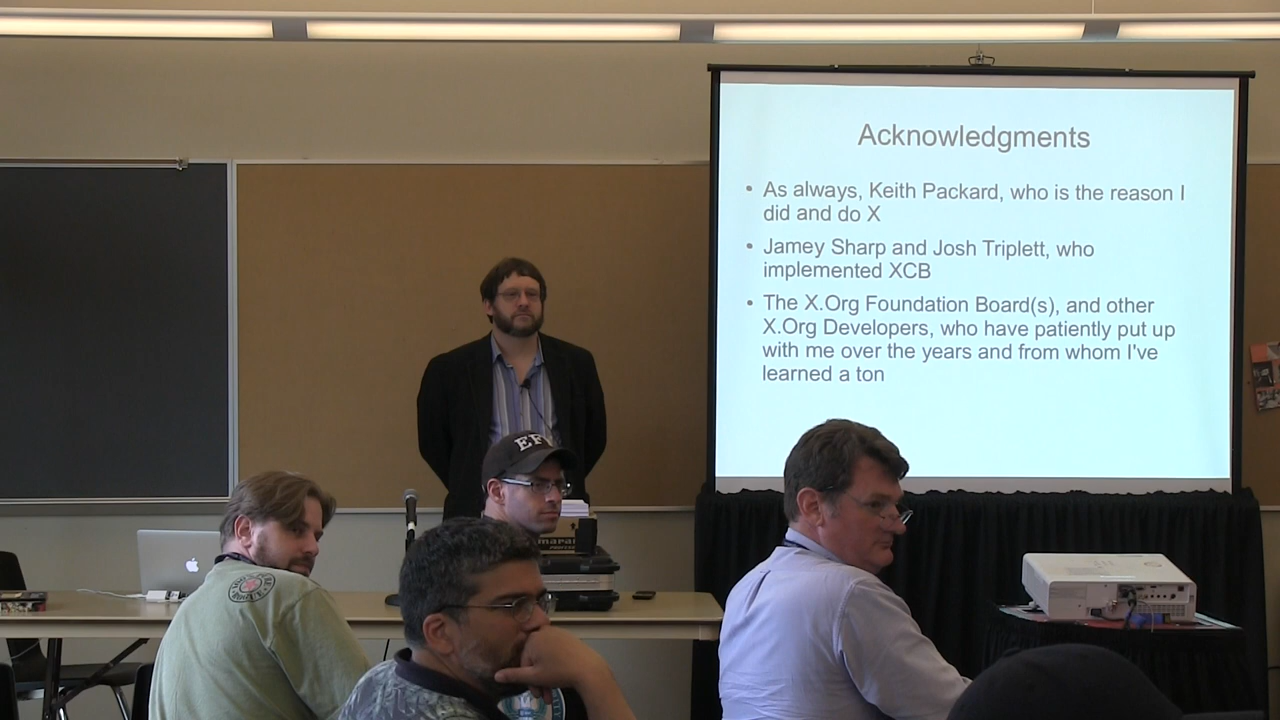 Acknowledgments
• As always, Keith Packard, who is the reason I
did and do X
• Jamey Sharp and Josh Triplett, who
implemented XCB
• The X.Org Foundation Board(s), and other
X.Org Developers, who have patiently put up
with me over the years and from whom I've
learned a ton